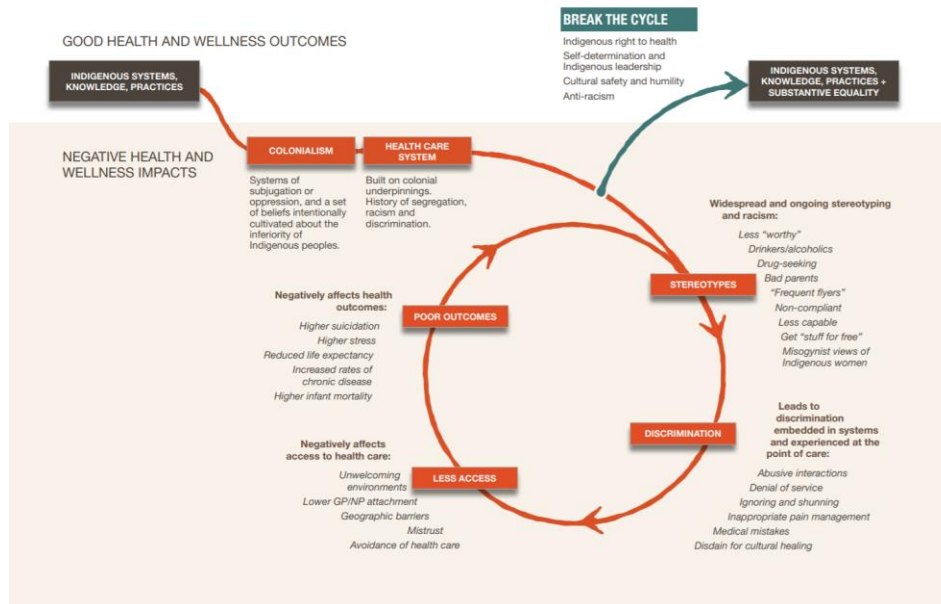 GOOD HEALTH AND WELLNESS OUTCOMES
INDIGENOUS SYSTEMS,
KNOWLEDGE, PRACTICES
BREAK THE CYCLE
Indigenous right to health
Self-determination and
Indigenous leadership
Cultural safety and humility
Anti-racism
INDIGENOUS SYSTEMS,
KNOWLEDGE, PRACTICES +
SUBSTANTIVE EQUALITY
NEGATIVE HEALTH AND
WELLNESS IMPACTS
COLONIALISM
Systems of
subjugation or
oppression, and a set
of beliefs intentionally
cultivated about the
inferiority of
Indigenous peoples.
HEALTH CARE
SYSTEM
Built on colonial
underpinnings.
History of segregation,
racism and
discrimination.
Widespread and ongoing stereotyping
and racism:
Less “worthy”
Drinkers/alcoholics
Drug-seeking
Bad parents
“Frequent flyers”
Non-compliant
Less capable
Get “stuff for free”
Misogynist views of
Indigenous women
STEREOTYPES
Leads to
discrimination
embedded in systems
and experienced at the
point of care:
Abusive interactions
Denial of service
Ignoring and shunning
Inappropriate pain management
Medical mistakes
Disdain for cultural healing
DISCRIMINATION
Negatively affects
access to health care:
Unwelcoming
environments
Lower GP/NP attachment
Geographic barriers
Mistrust
Avoidance of health care
LESS ACCESS
Negatively affects health
outcomes:
Higher suicidation
Higher stress
Reduced life expectancy
Increased rates of
chronic disease
Higher infant mortality
POOR OUTCOMES